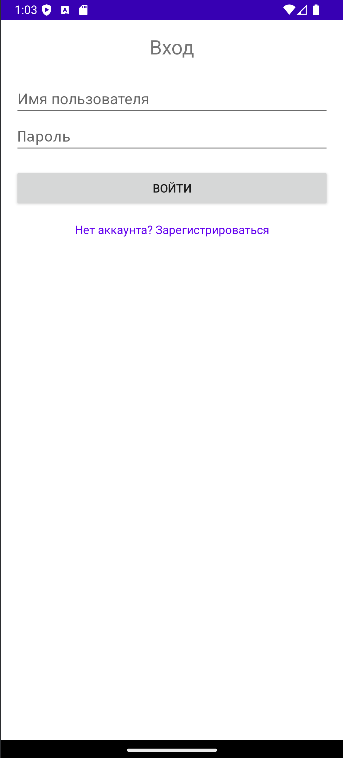 1:03
Вход
Имя пользователя
Пароль
ВОЙТИ
Нет аккаунта? Зарегистрироваться